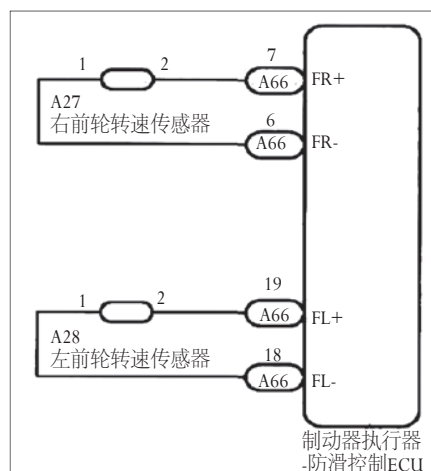 7
1 2 A66 FR+
A27
右前轮转速传感器
6
A66 FR-
19
1 2 A66 FL+
A28
左前轮转速传感器
18
A66 FL-
制动器执行器
-防滑控制ECU